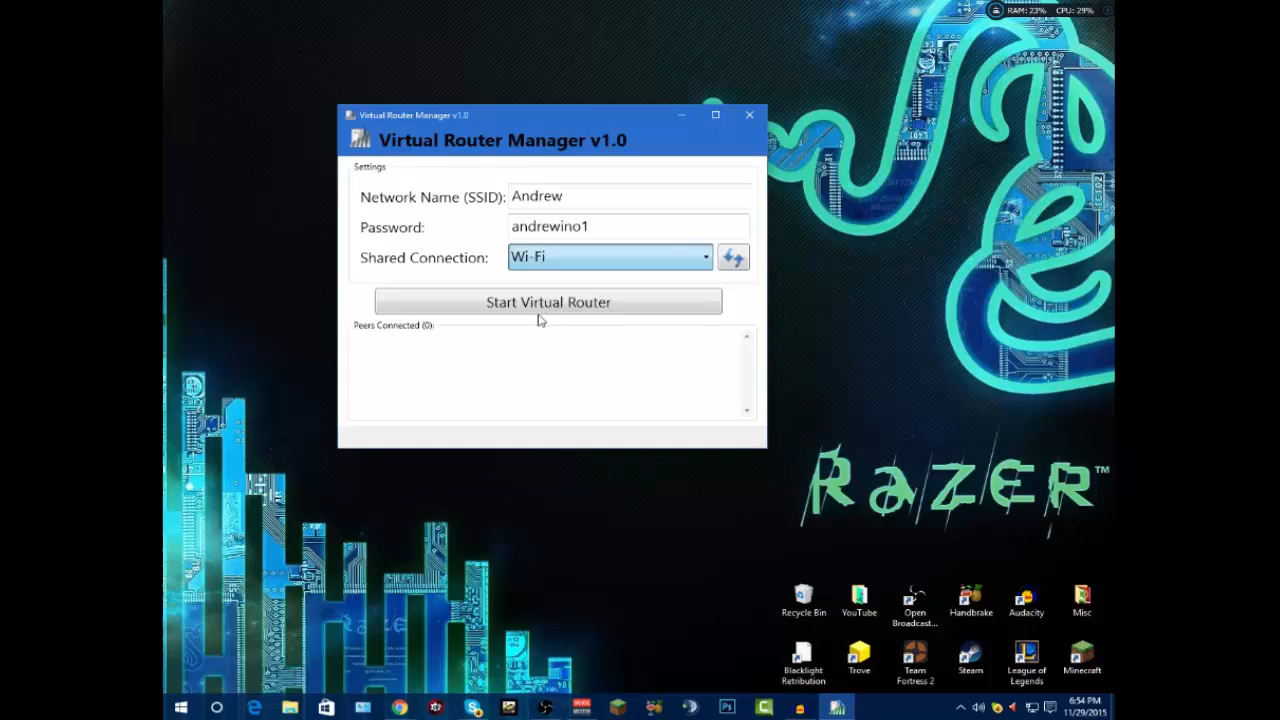 RAM: 23% CPU: 29%
Virtual Router Manager v1.0
Virtual Router Manager v1.0
Settings
Network Name (SSID): Andrew
Password: andrewino1
Shared Connection: Wi-Fi
Start Virtual Router
Peers Connected (0):
RAZER™
Recycle Bin
YouTube
Open
Broadcast...
Handbrake
Audacity
Misc
Blacklight
Retribution
Trove
Team
Fortress 2
Steam
League of
Legends
Minecraft
Ps
6:54 PM
11/29/2015